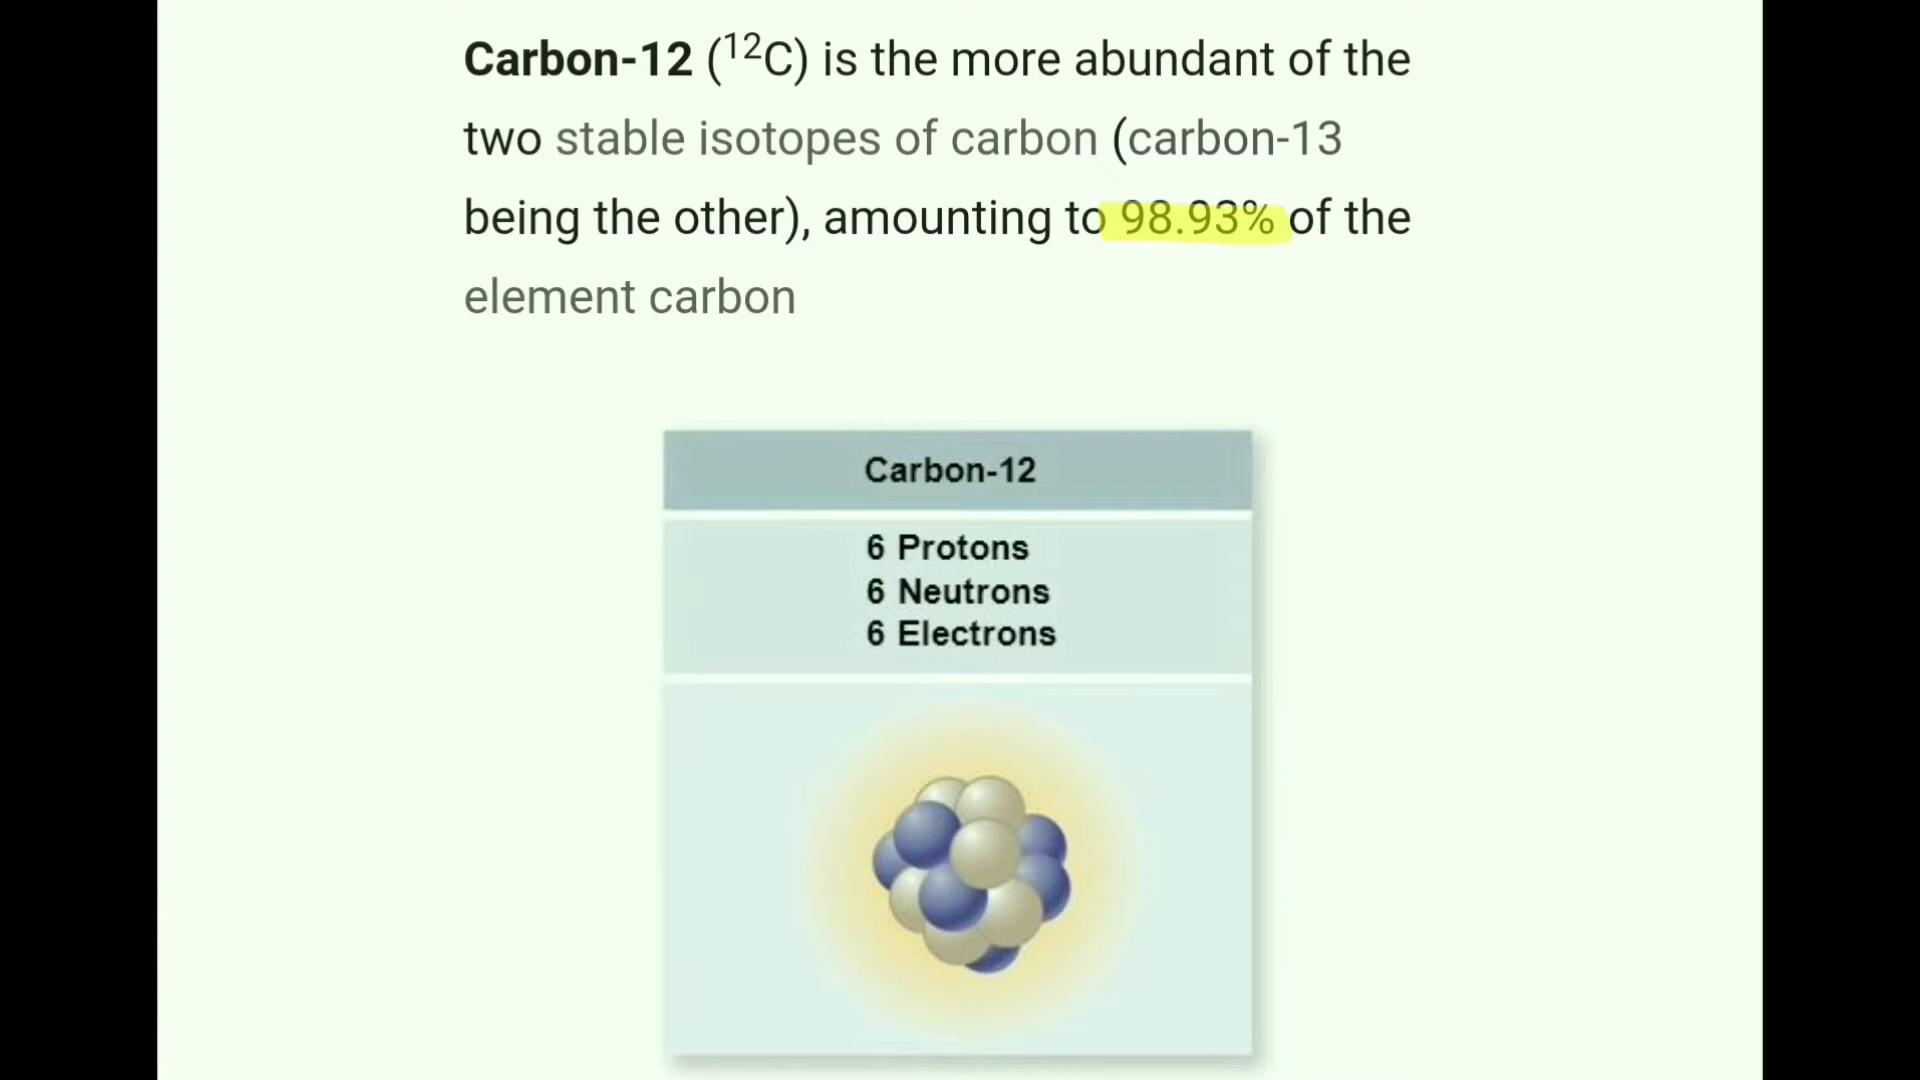 Carbon-12 (¹²C) is the more abundant of the
two stable isotopes of carbon (carbon-13
being the other), amounting to 98.93% of the
element carbon
Carbon-12
6 Protons
6 Neutrons
6 Electrons